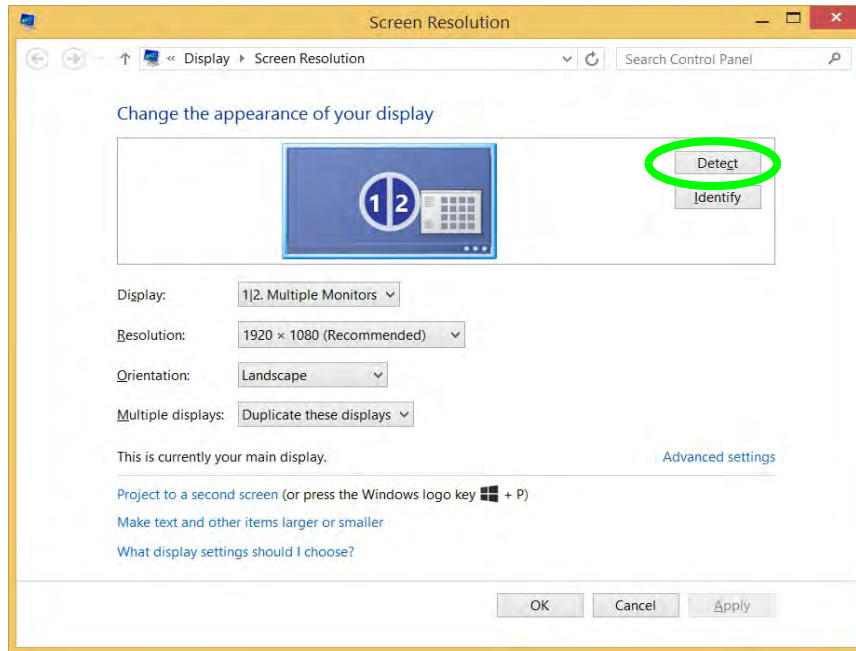 Screen Resolution
« Display Screen Resolution Search Control Panel
Change the appearance of your display
1 2
Detect
Identify
Display: 1|2. Multiple Monitors
Resolution: 1920 × 1080 (Recommended)
Orientation: Landscape
Multiple displays: Duplicate these displays
This is currently your main display. Advanced settings
Project to a second screen (or press the Windows logo key + P)
Make text and other items larger or smaller
What display settings should I choose?
OK Cancel Apply